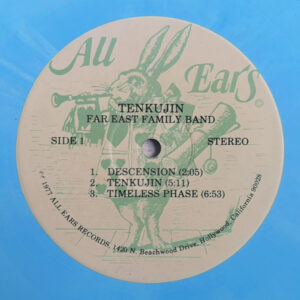 All Ears
TENKUJIN
FAR EAST FAMILY BAND
SIDE 1 STEREO
1. DESCENSION (2:05)
2. TENKUJIN (5:11)
3. TIMELESS PHASE (6:53)
℗ 1977 ALL EARS RECORDS, 1420 N. Beachwood Drive, Hollywood, California 90028